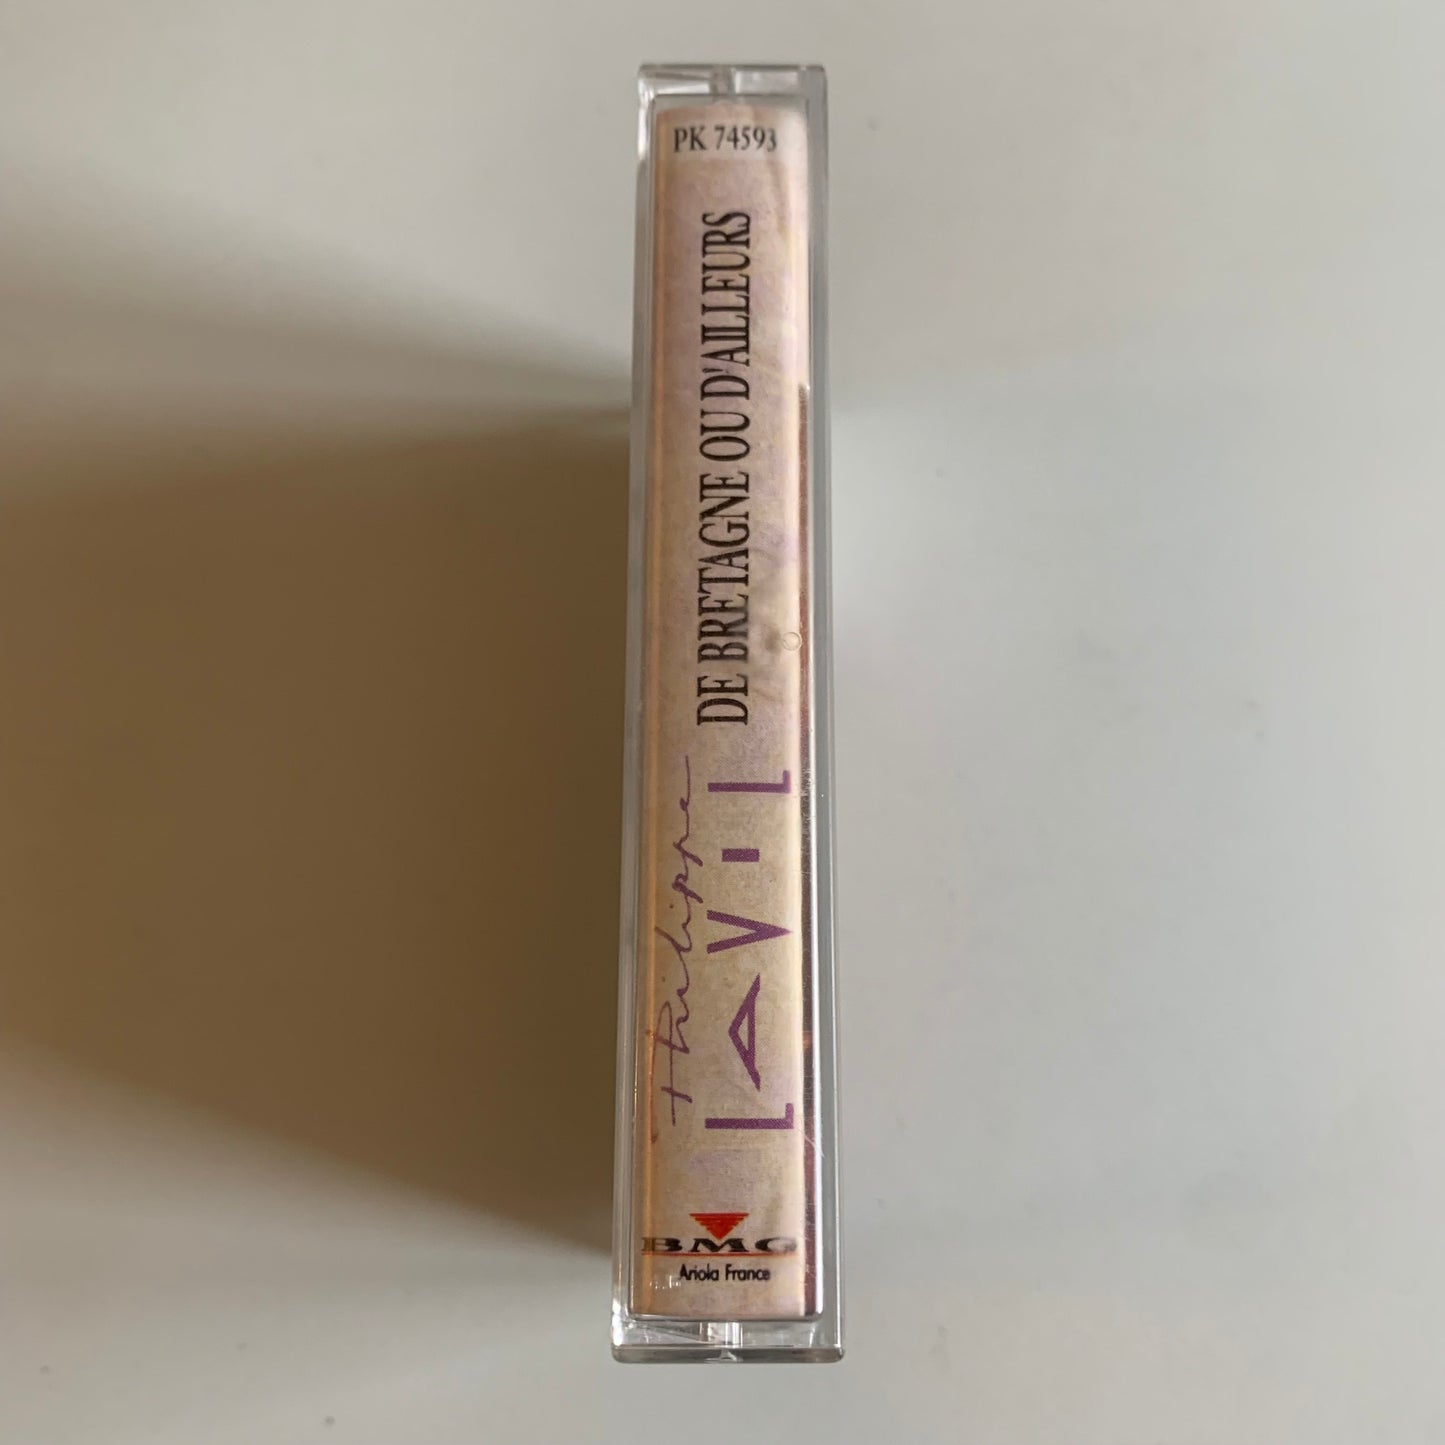 PK 74593
DE BRETAGNE OU D'AILLEURS
Philippe
LAVIL
BMG
Ariola France